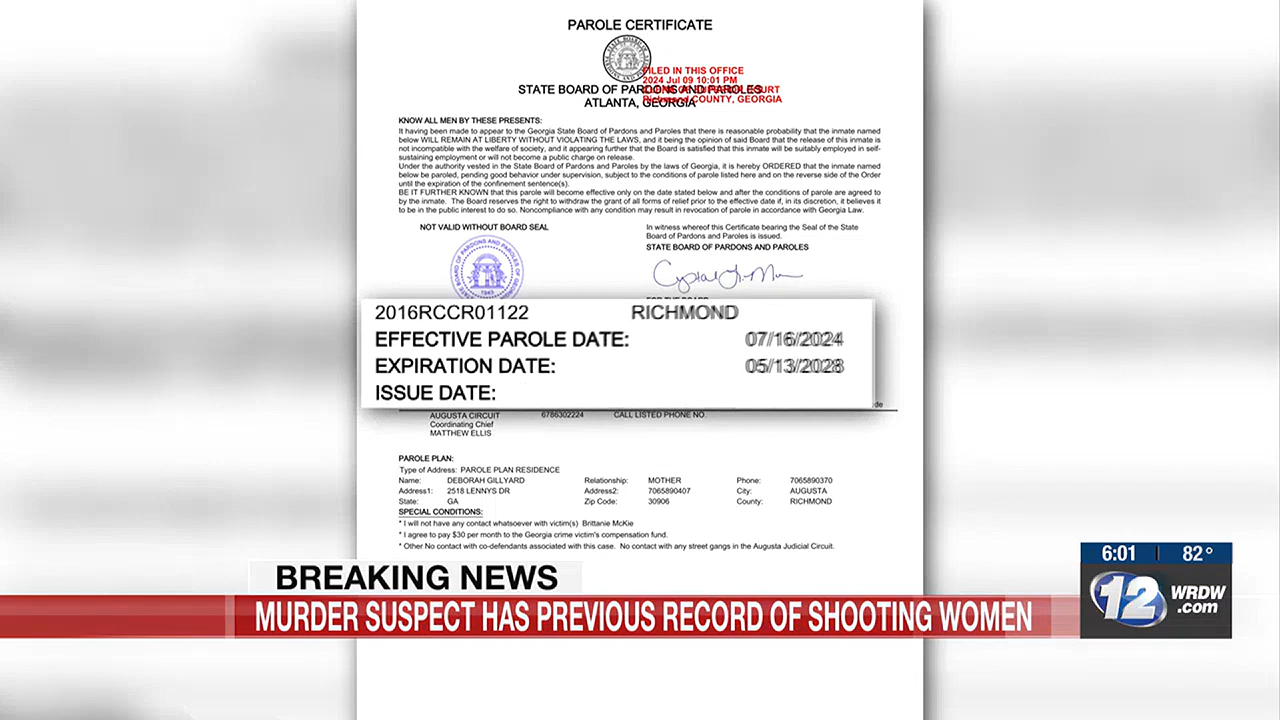 PAROLE CERTIFICATE
FILED IN THIS OFFICE
2024 Jul 09 10:01 PM
STATE BOARD OF PARDONS AND PAROLES
COURT
ATLANTA, GEORGIA
Richmond COUNTY, GEORGIA
KNOW ALL MEN BY THESE PRESENTS:
It having been made to appear to the Georgia State Board of Pardons and Paroles that there is reasonable probability that the inmate named
below WILL REMAIN AT LIBERTY WITHOUT VIOLATING THE LAWS, and it being the opinion of said Board that the release of this inmate is
not incompatible with the welfare of society, and it appearing further that the Board is satisfied that this inmate will be suitably employed in self-
sustaining employment or will not become a public charge on release.
Under the authority vested in the State Board of Pardons and Paroles by the laws of Georgia, it is hereby ORDERED that the inmate named
below be paroled, pending good behavior under supervision, subject to the conditions of parole listed here and on the reverse side of the Order
until the expiration of the confinement sentence(s).
BE IT FURTHER KNOWN that this parole will become effective only on the date stated below and after the conditions of parole are agreed to
by the inmate. The Board reserves the right to withdraw the grant of all forms of relief prior to the effective date if, in its discretion, it believes it
to be in the public interest to do so. Noncompliance with any condition may result in revocation of parole in accordance with Georgia Law.
NOT VALID WITHOUT BOARD SEAL
In witness whereof this Certificate bearing the Seal of the State
Board of Pardons and Paroles is issued.
STATE BOARD OF PARDONS AND PAROLES
STATE BOARD OF PARDONS AND PAROLES OF GEORGIA
1943
FOR THE BOARD
2016RCCR01122 RICHMOND
EFFECTIVE PAROLE DATE: 07/16/2024
EXPIRATION DATE: 05/13/2028
ISSUE DATE:
AUGUSTA CIRCUIT 6786302224 CALL LISTED PHONE NO.
Coordinating Chief
MATTHEW ELLIS
PAROLE PLAN:
Type of Address: PAROLE PLAN RESIDENCE
Name: DEBORAH GILLYARD Relationship: MOTHER Phone: 7065890370
Address1: 2518 LENNYS DR Address2: 7065890407 City: AUGUSTA
State: GA Zip Code: 30906 County: RICHMOND
SPECIAL CONDITIONS:
* I will not have any contact whatsoever with victim(s) Brittanie McKie
* I agree to pay $30 per month to the Georgia crime victim's compensation fund.
* Other No contact with co-defendants associated with this case. No contact with any street gangs in the Augusta Judicial Circuit.
BREAKING NEWS
MURDER SUSPECT HAS PREVIOUS RECORD OF SHOOTING WOMEN
6:01 82°
12 WRDW
.com